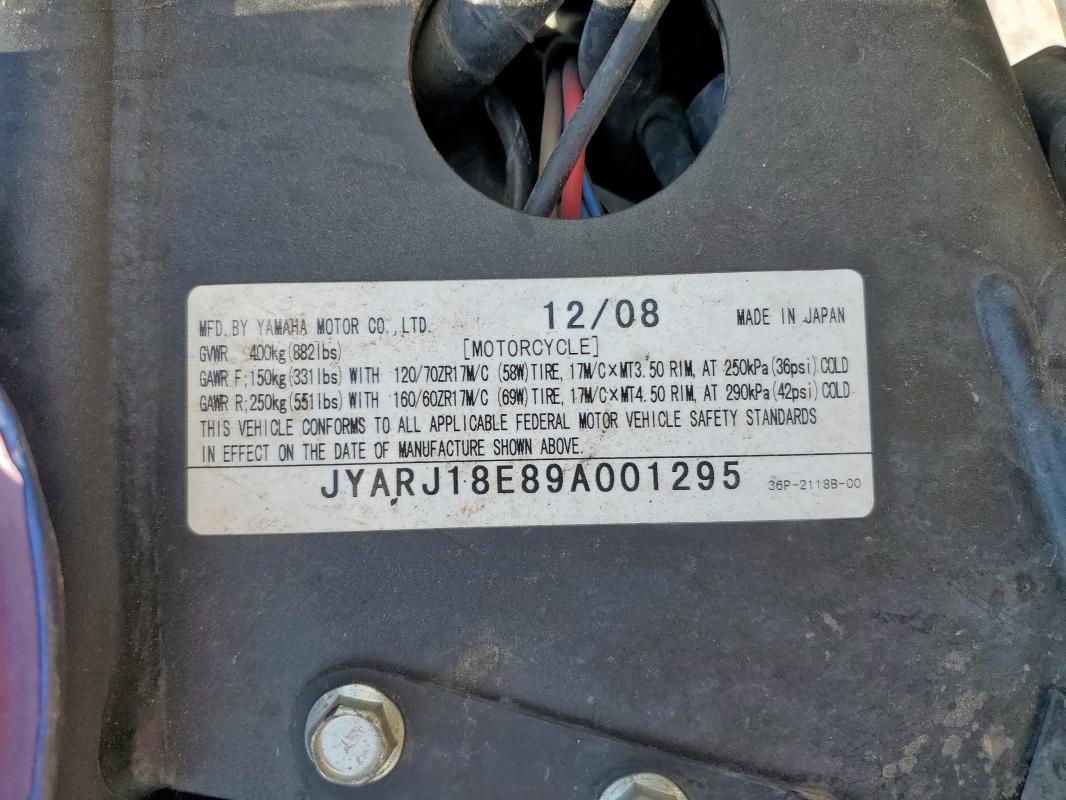 MFD. BY YAMAHA MOTOR CO., LTD. 12/08 MADE IN JAPAN
GVWR 400kg(882lbs) [MOTORCYCLE]
GAWR F;150kg(331lbs) WITH 120/70ZR17M/C (58W)TIRE, 17M/C×MT3.50 RIM, AT 250kPa(36psi)COLD
GAWR R;250kg(551lbs) WITH 160/60ZR17M/C (69W)TIRE, 17M/C×MT4.50 RIM, AT 290kPa(42psi)COLD
THIS VEHICLE CONFORMS TO ALL APPLICABLE FEDERAL MOTOR VEHICLE SAFETY STANDARDS
IN EFFECT ON THE DATE OF MANUFACTURE SHOWN ABOVE.
JYARJ18E89A001295 36P-2118B-00